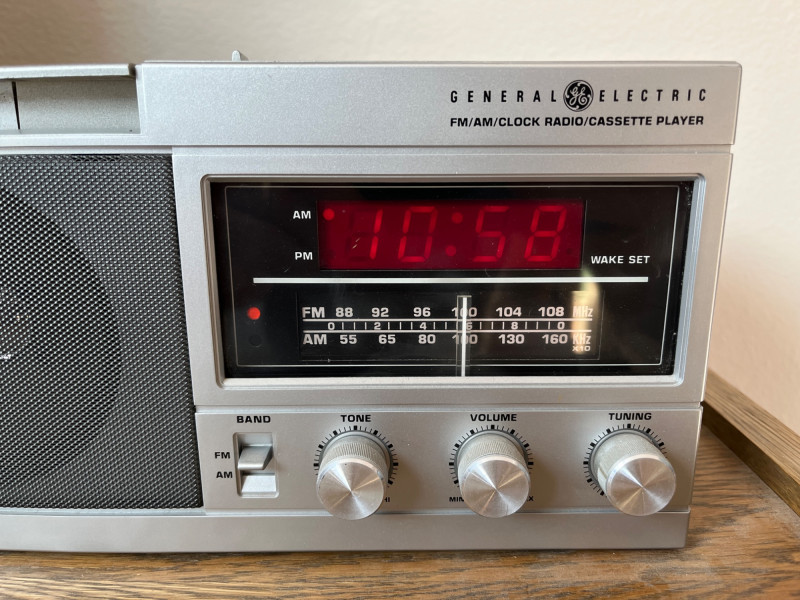 GENERAL GE ELECTRIC
FM/AM/CLOCK RADIO/CASSETTE PLAYER
AM
10:58
PM
WAKE SET
FM 88 92 96 100 104 108 MHz
0 2 4 6 8 0
AM 55 65 80 100 130 160 KHz
X10
BAND TONE VOLUME TUNING
FM
AM
HI